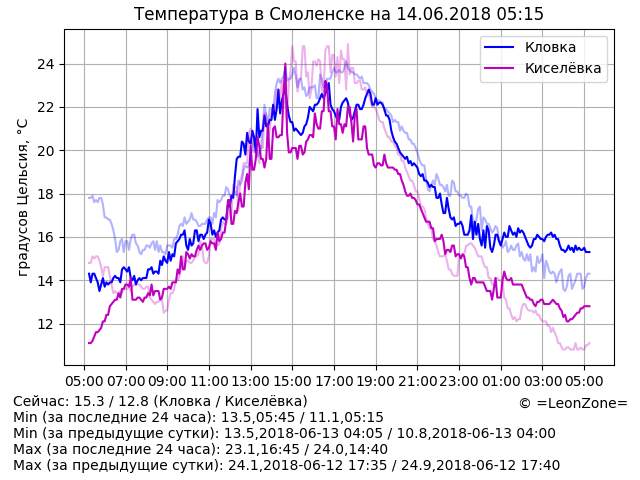 Температура в Смоленске на 14.06.2018 05:15
Кловка
Киселёвка
градусов Цельсия, °C
24
22
20
18
16
14
12
05:00 07:00 09:00 11:00 13:00 15:00 17:00 19:00 21:00 23:00 01:00 03:00 05:00
Сейчас: 15.3 / 12.8 (Кловка / Киселёвка)
© =LeonZone=
Min (за последние 24 часа): 13.5,05:45 / 11.1,05:15
Min (за предыдущие сутки): 13.5,2018-06-13 04:05 / 10.8,2018-06-13 04:00
Max (за последние 24 часа): 23.1,16:45 / 24.0,14:40
Max (за предыдущие сутки): 24.1,2018-06-12 17:35 / 24.9,2018-06-12 17:40